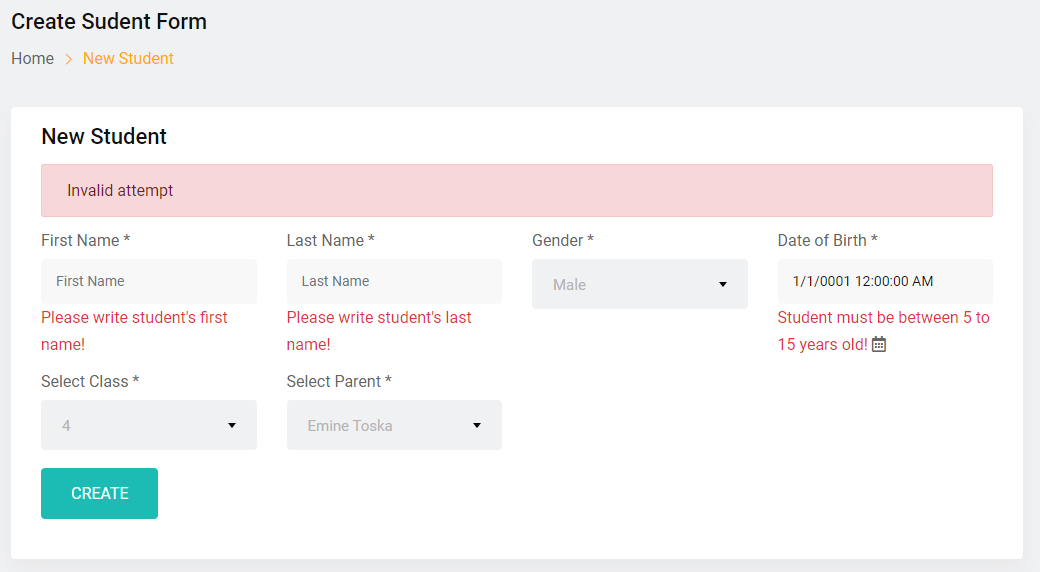 Create Sudent Form
Home > New Student
New Student
Invalid attempt
First Name * Last Name * Gender * Date of Birth *
First Name Last Name Male 1/1/0001 12:00:00 AM
Please write student's first Please write student's last Student must be between 5 to
name! name! 15 years old!
Select Class * Select Parent *
4 Emine Toska
CREATE